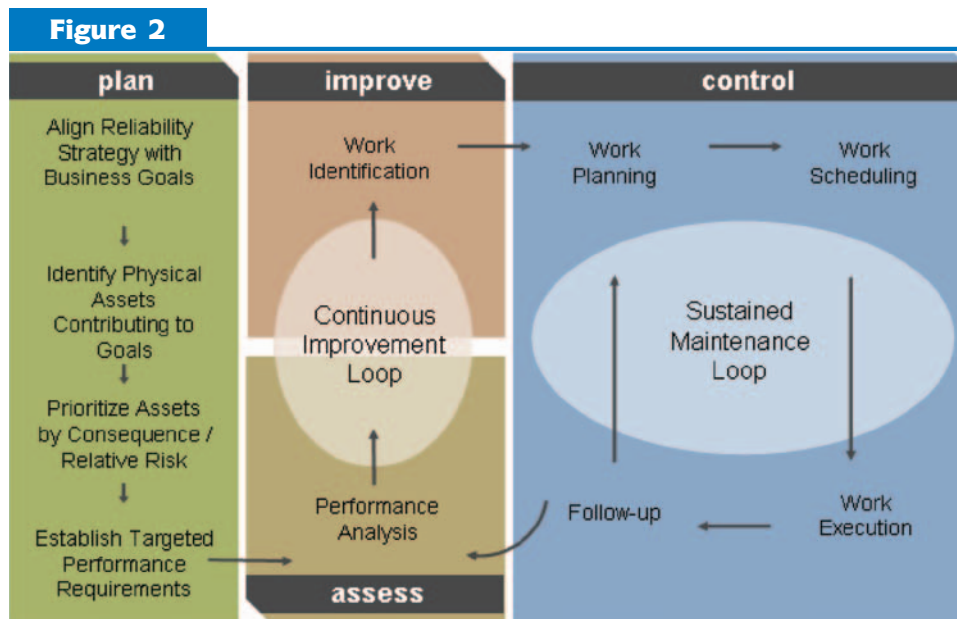 Figure 2
plan
Align Reliability
Strategy with
Business Goals
Identify Physical
Assets
Contributing to
Goals
Prioritize Assets
by Consequence /
Relative Risk
Establish Targeted
Performance
Requirements
improve
Work
Identification
Continuous
Improvement
Loop
Performance
Analysis
assess
control
Work
Planning
Work
Scheduling
Sustained
Maintenance
Loop
Follow-up
Work
Execution